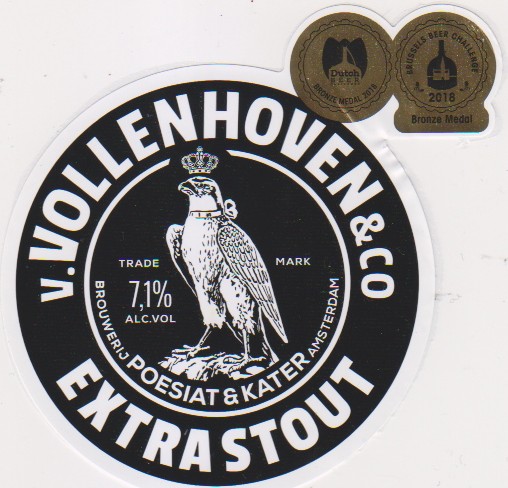 v. VOLLENHOVEN & CO
EXTRA STOUT
TRADE MARK
7,1%
ALC.VOL
BROUWERIJ POESIAT & KATER AMSTERDAM
Dutch
BEER
BRONZE MEDAL 2018
BRUSSELS BEER CHALLENGE
2018
Bronze Medal